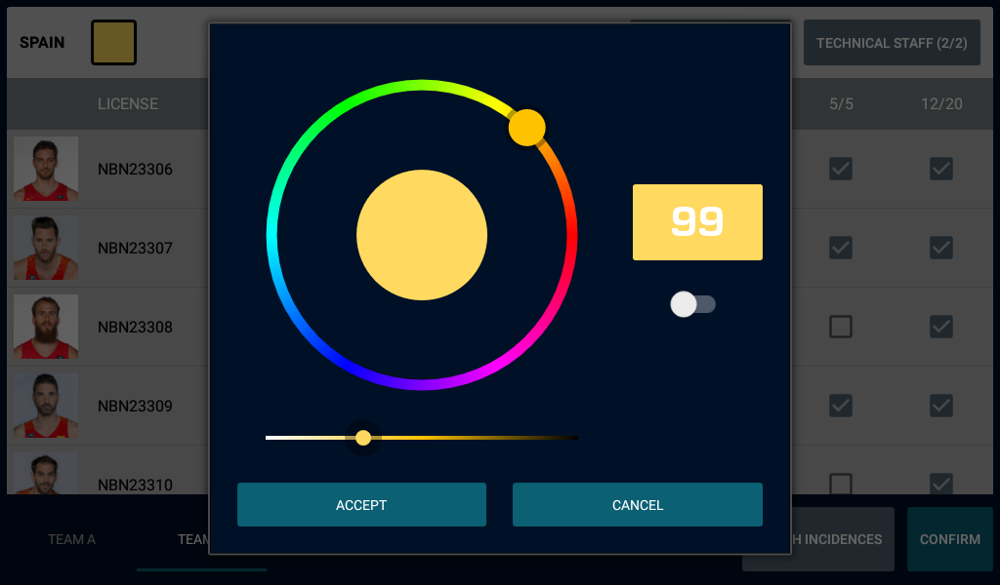 SPAIN
TECHNICAL STAFF (2/2)
LICENSE
5/5
12/20
NBN23306
NBN23307
NBN23308
NBN23309
NBN23310
99
ACCEPT
CANCEL
TEAM A
TEAM
INCIDENCES
CONFIRM